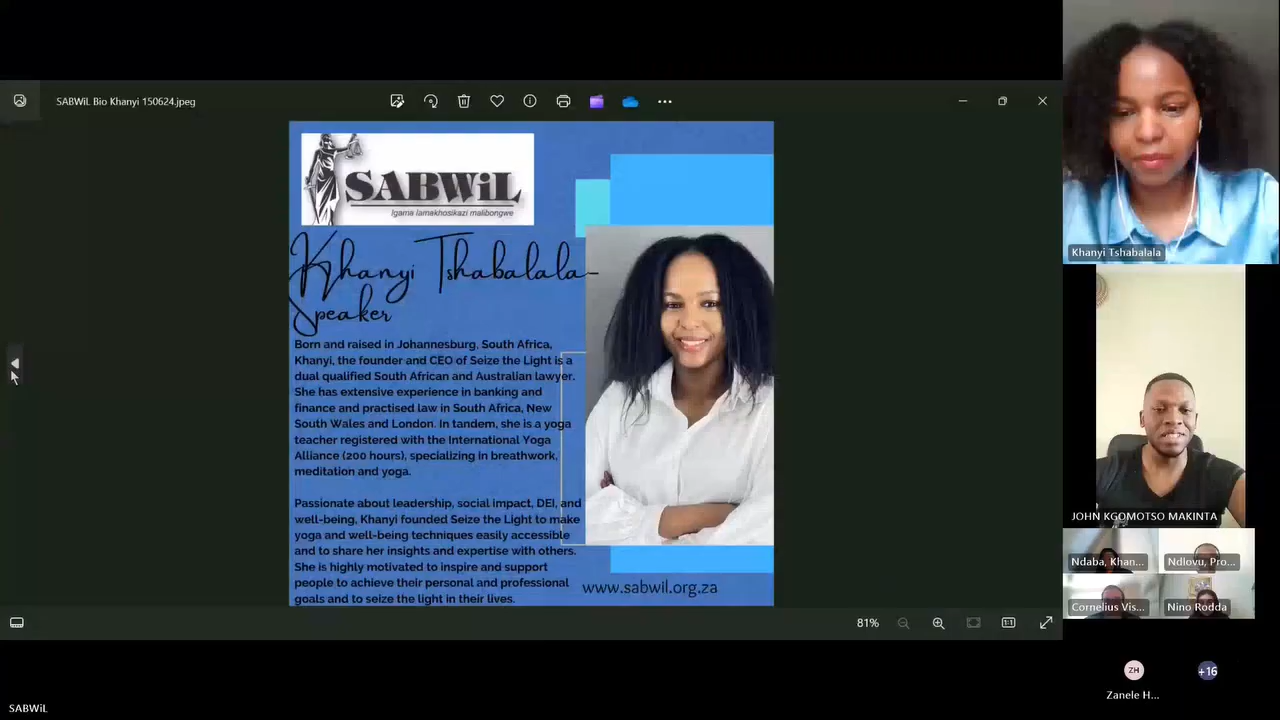 SABWiL Bio Khanyi 150624.jpeg
SABWiL
Igama lamakhosikazi malibongwe
Khanyi Tshabalala-
Speaker
Born and raised in Johannesburg, South Africa,
Khanyi, the founder and CEO of Seize the Light is a
dual qualified South African and Australian lawyer.
She has extensive experience in banking and
finance and practised law in South Africa, New
South Wales and London. In tandem, she is a yoga
teacher registered with the International Yoga
Alliance (200 hours), specializing in breathwork,
meditation and yoga.
Passionate about leadership, social impact, DEI, and
well-being, Khanyi founded Seize the Light to make
yoga and well-being techniques easily accessible
and to share her insights and expertise with others.
She is highly motivated to inspire and support
people to achieve their personal and professional
goals and to seize the light in their lives.
www.sabwil.org.za
81%
1:1
Khanyi Tshabalala
JOHN KGOMOTSO MAKINTA
Ndaba, Khan...
Ndlovu, Pro...
Cornelius Vis...
Nino Rodda
ZH
+16
Zanele H...
SABWiL